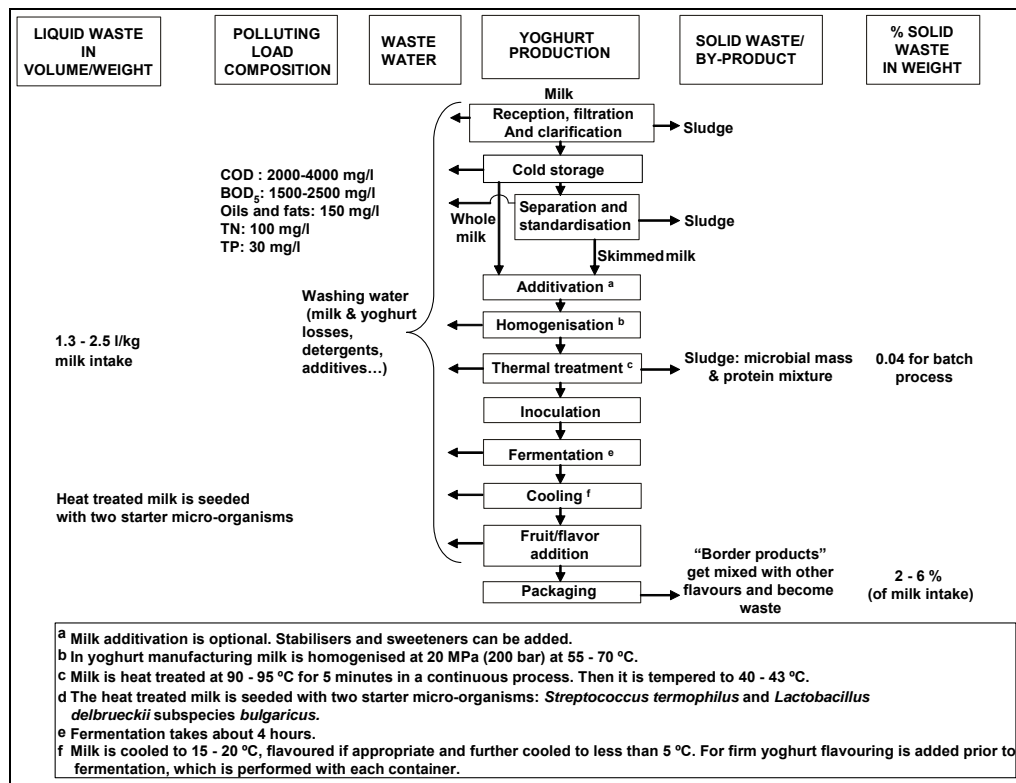 LIQUID WASTE
IN
VOLUME/WEIGHT
POLLUTING
LOAD
COMPOSITION
WASTE
WATER
YOGHURT
PRODUCTION
SOLID WASTE/
BY-PRODUCT
% SOLID
WASTE
IN WEIGHT
Milk
Reception, filtration
And clarification
Sludge
Cold storage
COD : 2000-4000 mg/l
BOD5: 1500-2500 mg/l
Oils and fats: 150 mg/l
TN: 100 mg/l
TP: 30 mg/l
Whole
milk
Separation and
standardisation
Sludge
Skimmed milk
Additivation a
Washing water
(milk & yoghurt
losses,
detergents,
additives…)
Homogenisation b
1.3 - 2.5 l/kg
milk intake
Thermal treatment c
Sludge: microbial mass
& protein mixture
0.04 for batch
process
Inoculation
Fermentation e
Heat treated milk is seeded
with two starter micro-organisms
Cooling f
Fruit/flavor
addition
Packaging
“Border products”
get mixed with other
flavours and become
waste
2 - 6 %
(of milk intake)
a Milk additivation is optional. Stabilisers and sweeteners can be added.
b In yoghurt manufacturing milk is homogenised at 20 MPa (200 bar) at 55 - 70 ºC.
c Milk is heat treated at 90 - 95 ºC for 5 minutes in a continuous process. Then it is tempered to 40 - 43 ºC.
d The heat treated milk is seeded with two starter micro-organisms: Streptococcus termophilus and Lactobacillus
delbrueckii subspecies bulgaricus.
e Fermentation takes about 4 hours.
f Milk is cooled to 15 - 20 ºC, flavoured if appropriate and further cooled to less than 5 ºC. For firm yoghurt flavouring is added prior to
fermentation, which is performed with each container.